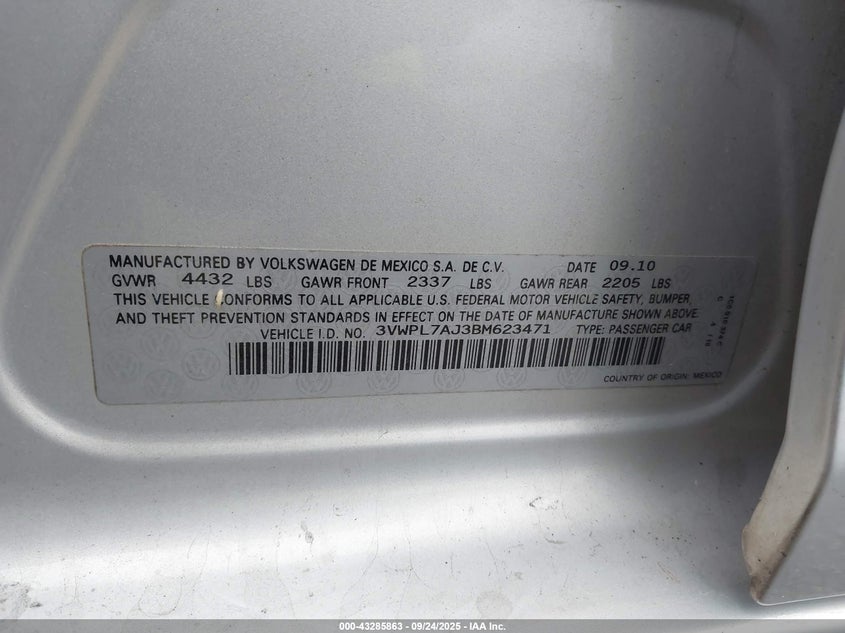 MANUFACTURED BY VOLKSWAGEN DE MEXICO S.A. DE C.V. DATE 09.10
GVWR 4432 LBS GAWR FRONT 2337 LBS GAWR REAR 2205 LBS
THIS VEHICLE CONFORMS TO ALL APPLICABLE U.S. FEDERAL MOTOR VEHICLE SAFETY, BUMPER,
AND THEFT PREVENTION STANDARDS IN EFFECT ON THE DATE OF MANUFACTURE SHOWN ABOVE.
VEHICLE I.D. NO. 3VWPL7AJ3BM623471 TYPE: PASSENGER CAR
COUNTRY OF ORIGIN: MEXICO
000-43285863 - 09/24/2025 - IAA Inc.